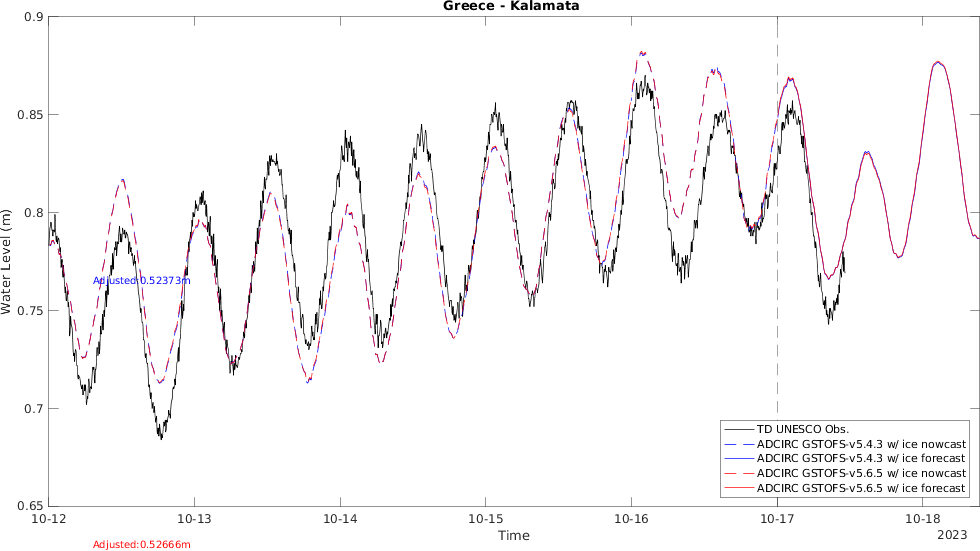 Greece - Kalamata
0.9
0.85
0.8
0.75
0.7
0.65
Water Level (m)
Adjusted:0.52373m
TD UNESCO Obs.
ADCIRC GSTOFS-v5.4.3 w/ ice nowcast
ADCIRC GSTOFS-v5.4.3 w/ ice forecast
ADCIRC GSTOFS-v5.6.5 w/ ice nowcast
ADCIRC GSTOFS-v5.6.5 w/ ice forecast
10-12 10-13 10-14 10-15 10-16 10-17 10-18
Time
2023
Adjusted:0.52666m